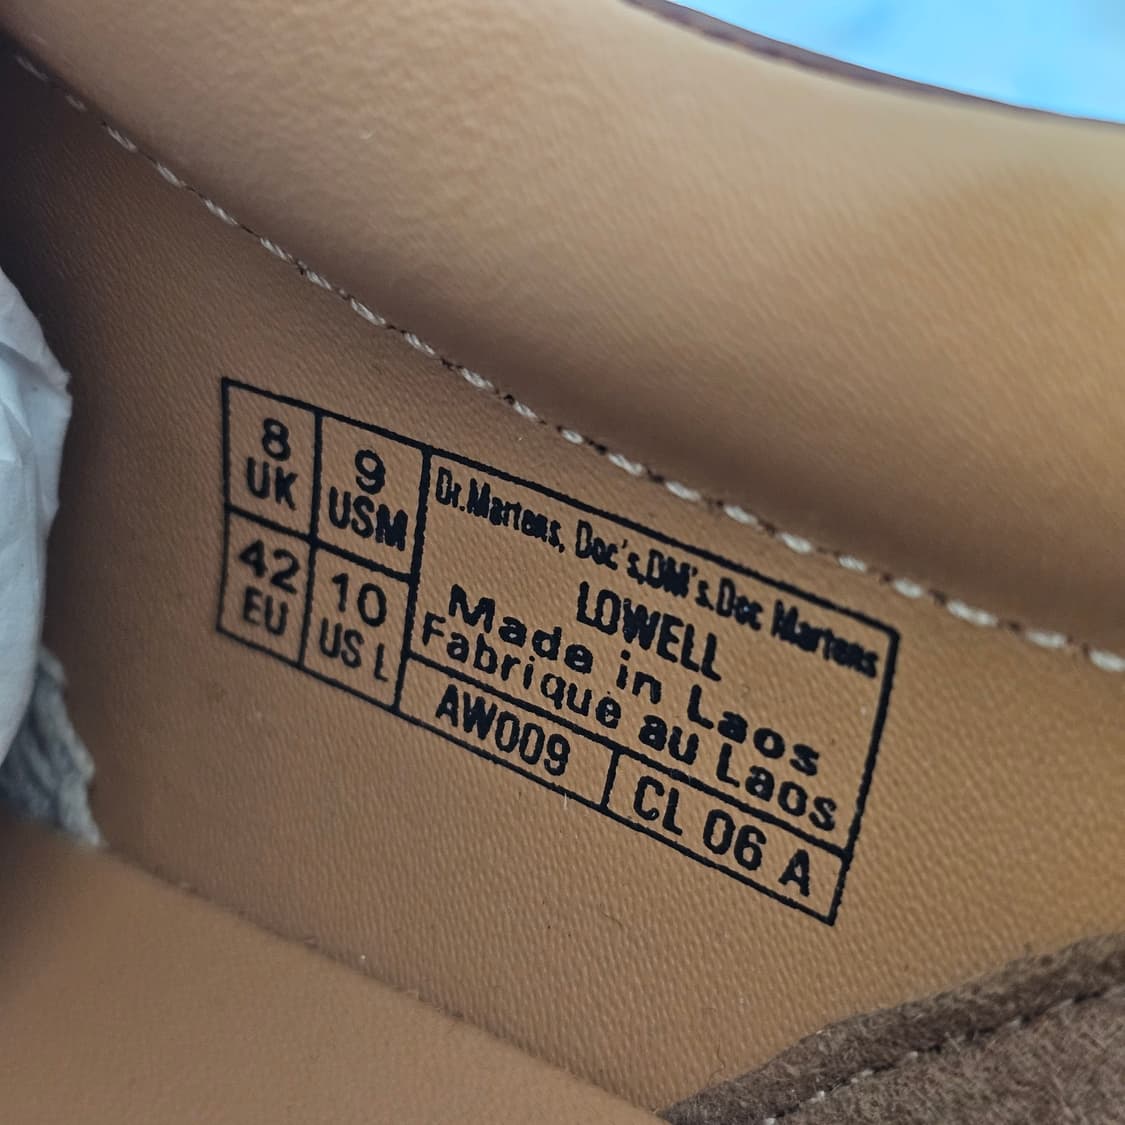 8
UK
9
USM
42
EU
10
US L
Dr.Martens, Doc's,DM's.Doc Martens
LOWELL
Made in Laos
Fabrique au Laos
AW009
CL 06 A